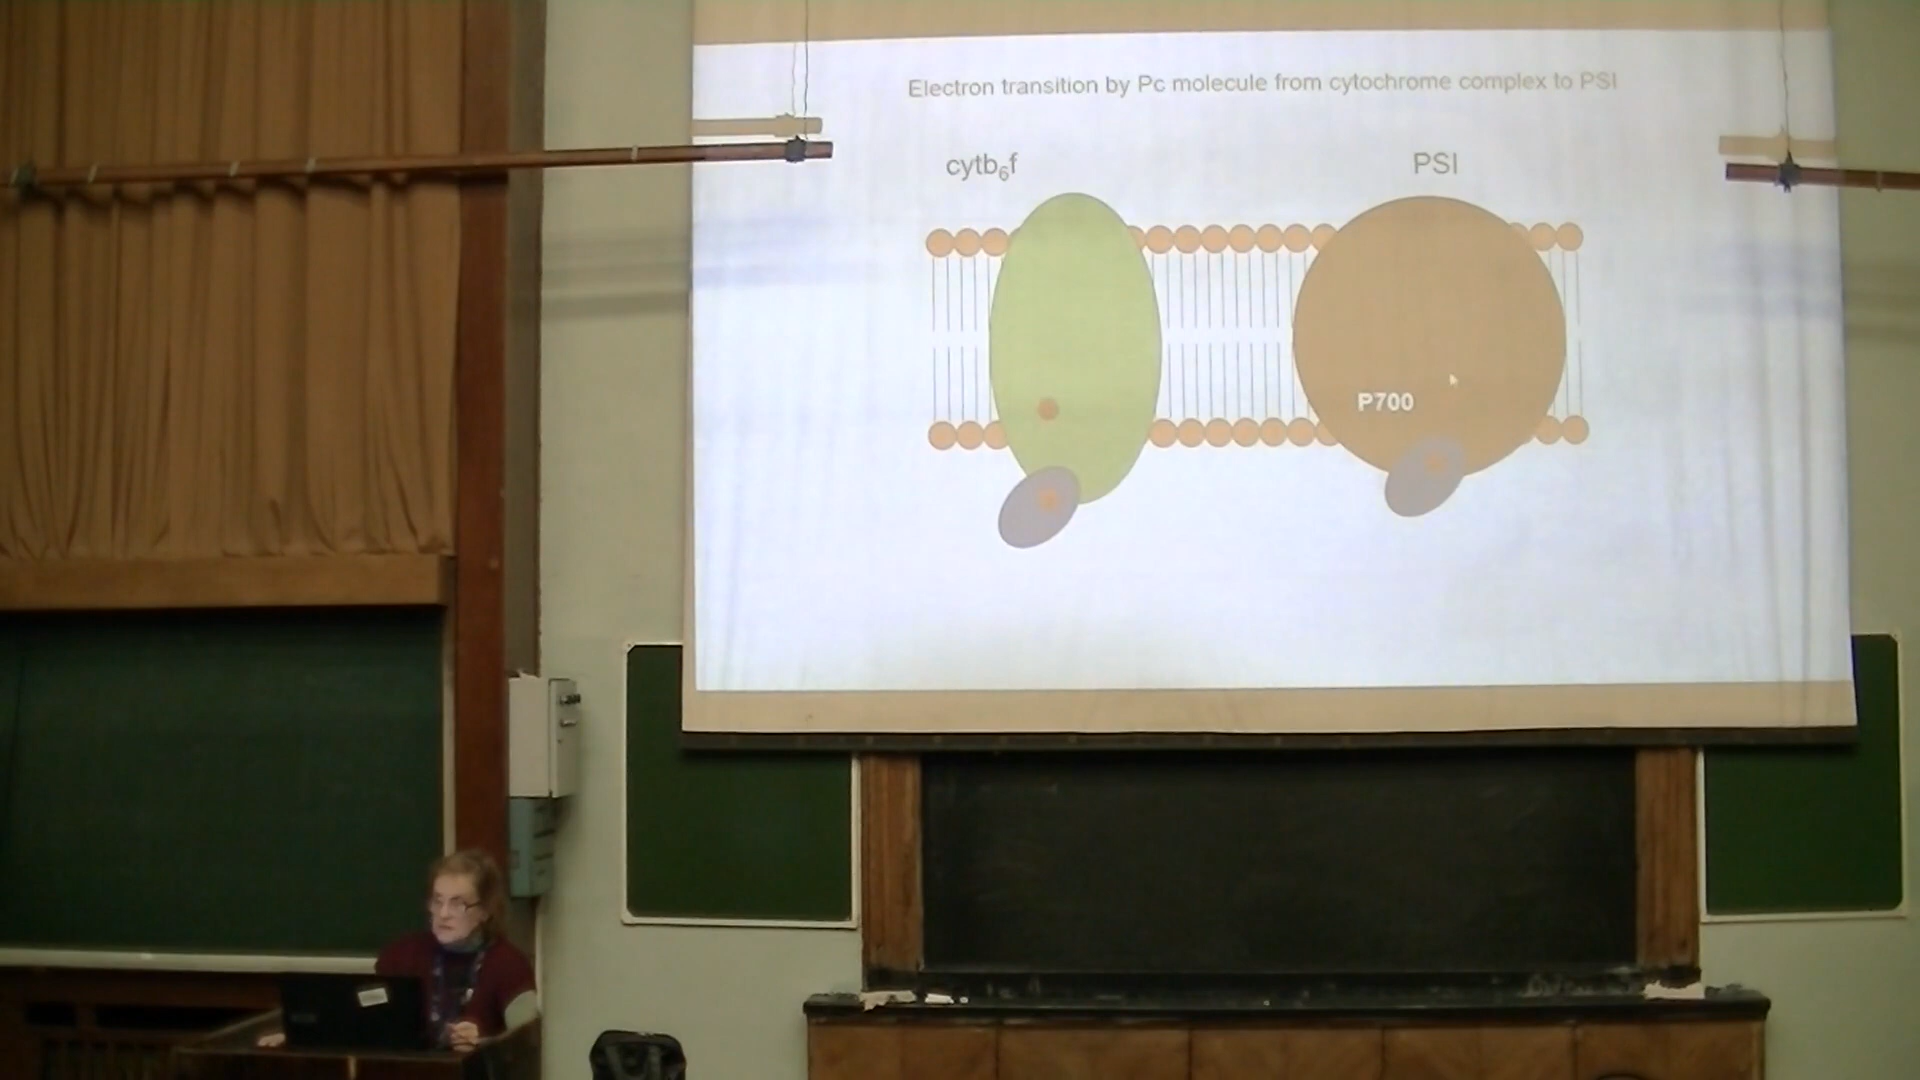 Electron transition by Pc molecule from cytochrome complex to PSI
cytb₆f
PSI
P700